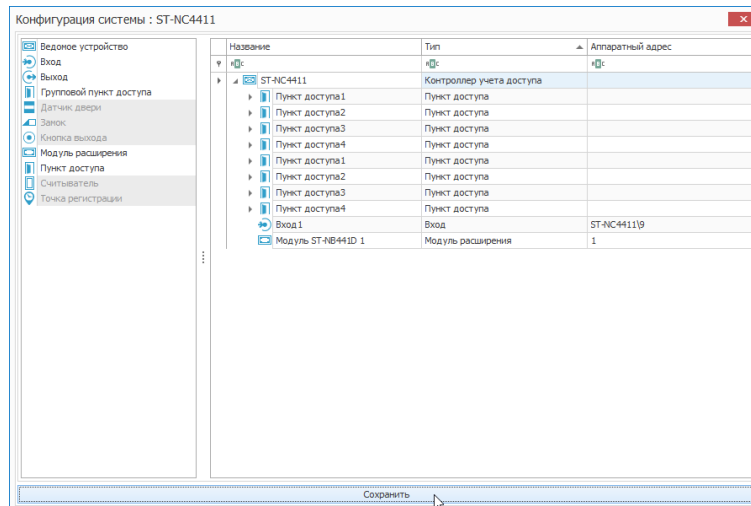 Конфигурация системы : ST-NC4411
Ведомое устройство
Вход
Выход
Групповой пункт доступа
Датчик двери
Замок
Кнопка выхода
Модуль расширения
Пункт доступа
Считыватель
Точка регистрации
Название Тип Аппаратный адрес
ST-NC4411 Контроллер учета доступа
Пункт доступа1 Пункт доступа
Пункт доступа2 Пункт доступа
Пункт доступа3 Пункт доступа
Пункт доступа4 Пункт доступа
Пункт доступа1 Пункт доступа
Пункт доступа2 Пункт доступа
Пункт доступа3 Пункт доступа
Пункт доступа4 Пункт доступа
Вход1 Вход ST-NC4411\9
Модуль ST-NB441D 1 Модуль расширения 1
Сохранить